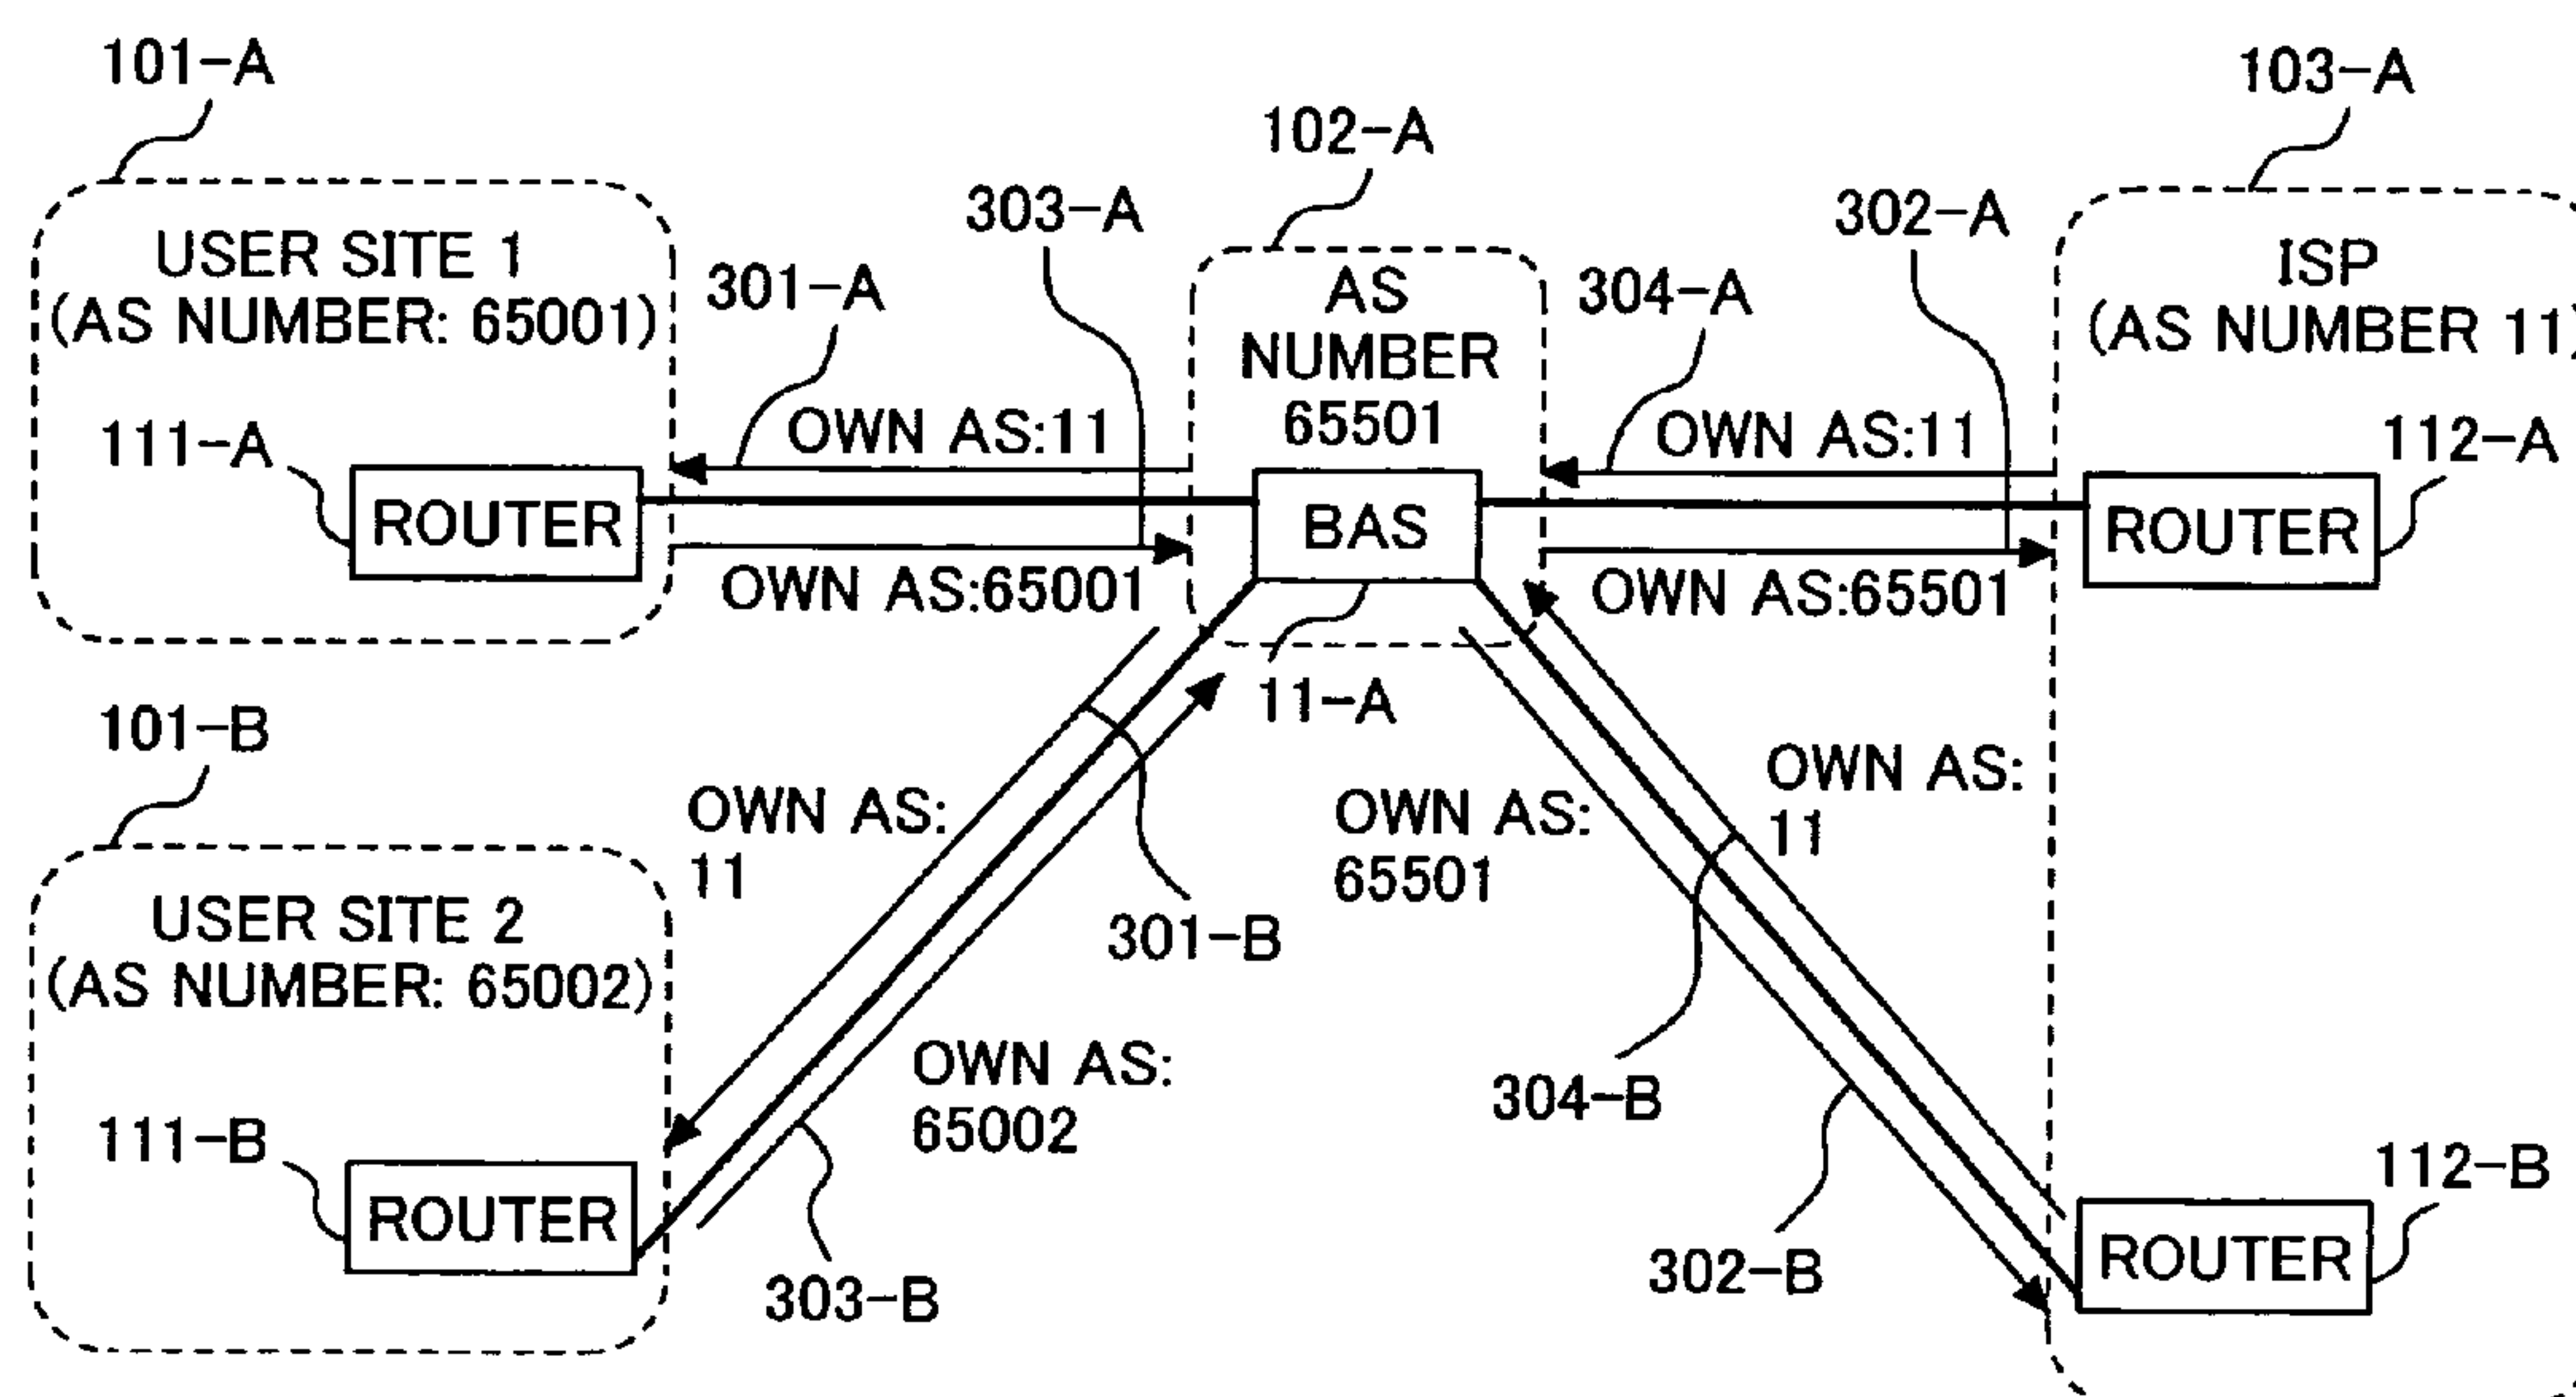 101-A
103-A
102-A
303-A
302-A
USER SITE 1
(AS NUMBER: 65001)
301-A
AS
NUMBER
65501
304-A
ISP
(AS NUMBER 11)
111-A
OWN AS:11
OWN AS:11
112-A
ROUTER
BAS
ROUTER
OWN AS:65001
OWN AS:65501
11-A
101-B
OWN AS:
11
OWN AS:
65501
OWN AS:
11
USER SITE 2
(AS NUMBER: 65002)
301-B
OWN AS:
65002
304-B
111-B
112-B
ROUTER
ROUTER
303-B
302-B